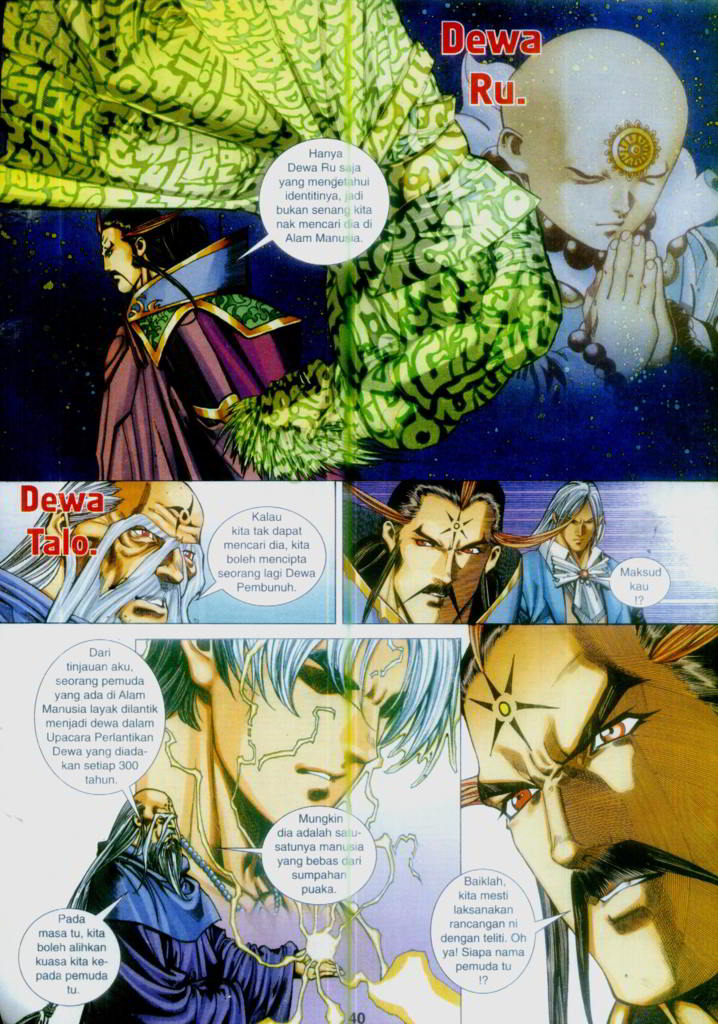 Dewa
Ru.
Hanya
Dewa Ru saja
yang mengetahui
identitinya, jadi
bukan senang kita
nak mencari dia di
Alam Manusia.
Dewa
Talo.
Kalau
kita tak dapat
mencari dia, kita
boleh mencipta
seorang lagi Dewa
Pembunuh.
Maksud
kau
!?
Dari
tinjauan aku,
seorang pemuda
yang ada di Alam
Manusia layak dilantik
menjadi dewa dalam
Upacara Perlantikan
Dewa yang diada-
kan setiap 300
tahun.
Mungkin
dia adalah satu-
satunya manusia
yang bebas dari
sumpahan
puaka.
Pada
masa tu, kita
boleh alihkan
kuasa kita ke-
pada pemuda
tu.
Baiklah,
kita mesti
laksanakan
rancangan ni
dengan teliti. Oh
ya! Siapa nama
pemuda tu
!?
40